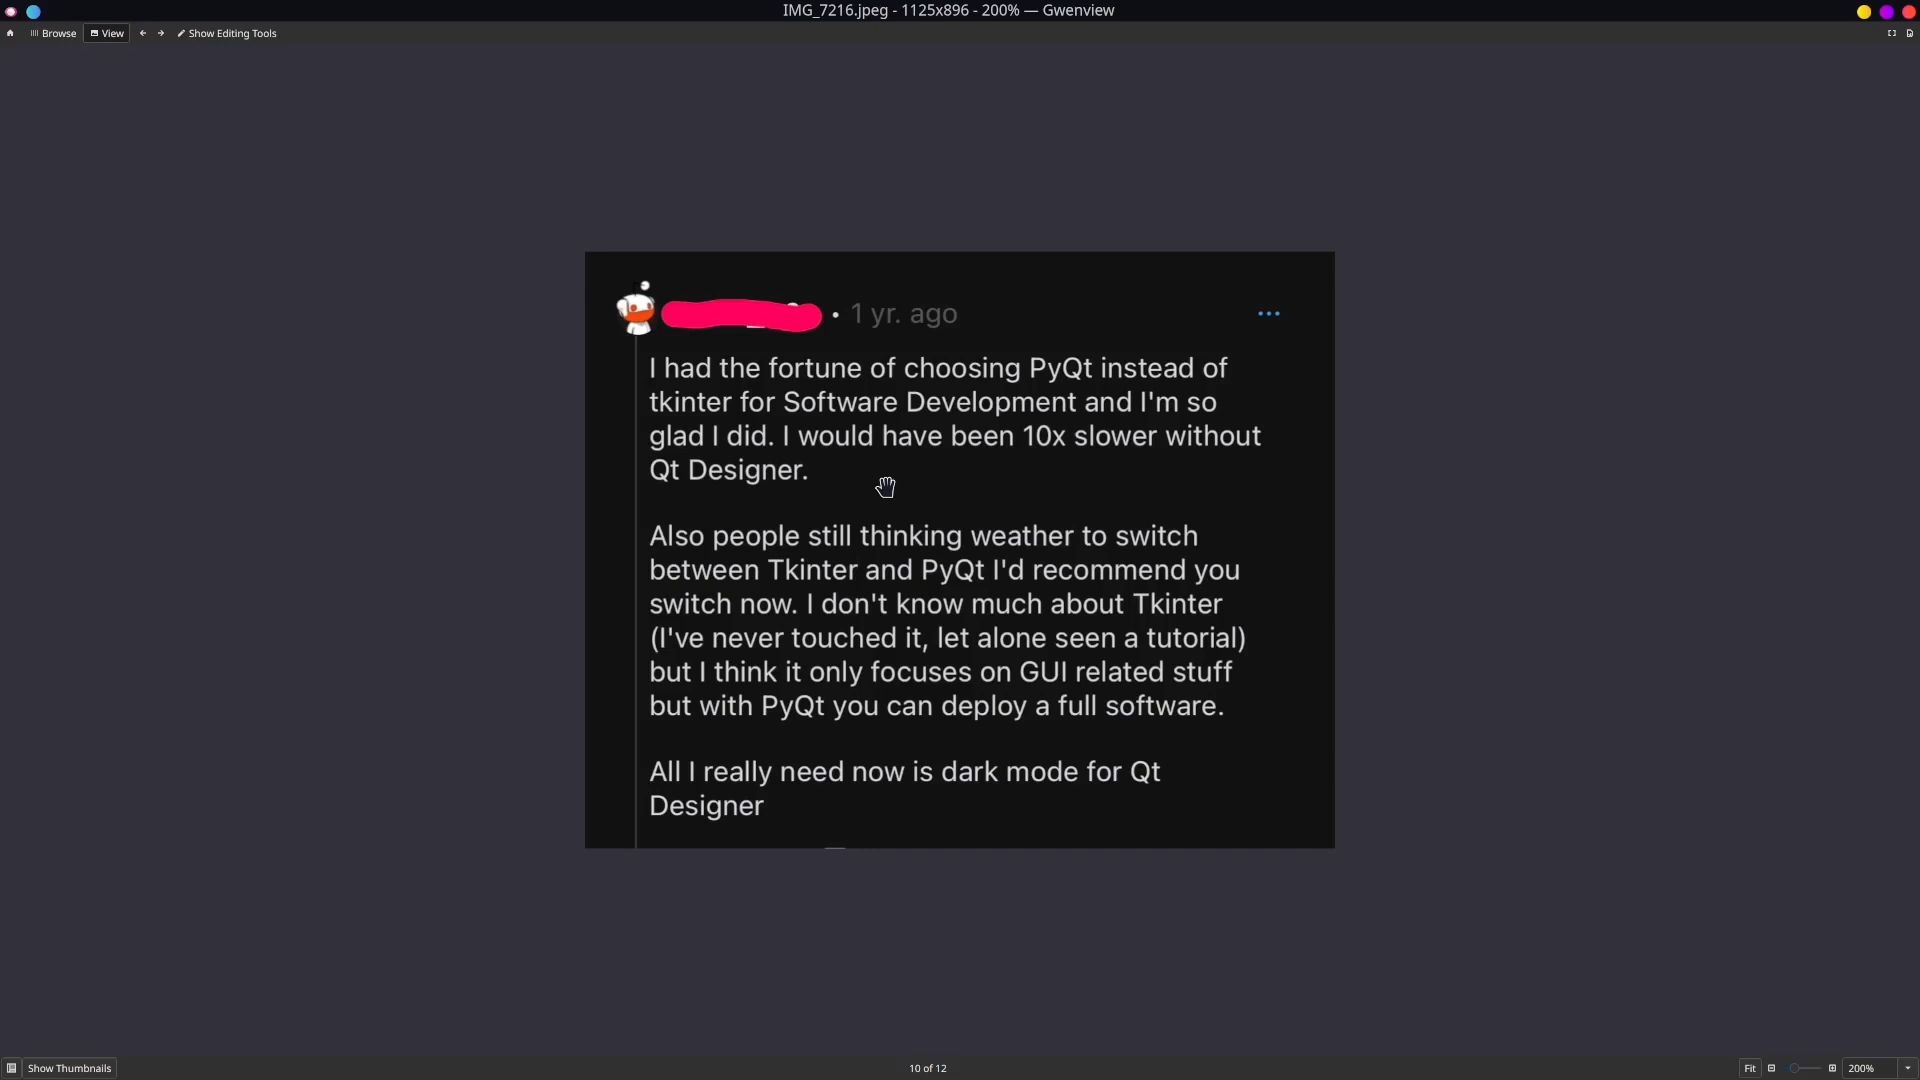 IMG_7216.jpeg - 1125x896 - 200% — Gwenview
Browse
View
Show Editing Tools
• 1 yr. ago
I had the fortune of choosing PyQt instead of
tkinter for Software Development and I'm so
glad I did. I would have been 10x slower without
Qt Designer.
Also people still thinking weather to switch
between Tkinter and PyQt I'd recommend you
switch now. I don't know much about Tkinter
(I've never touched it, let alone seen a tutorial)
but I think it only focuses on GUI related stuff
but with PyQt you can deploy a full software.
All I really need now is dark mode for Qt
Designer
Show Thumbnails
10 of 12
Fit
200%